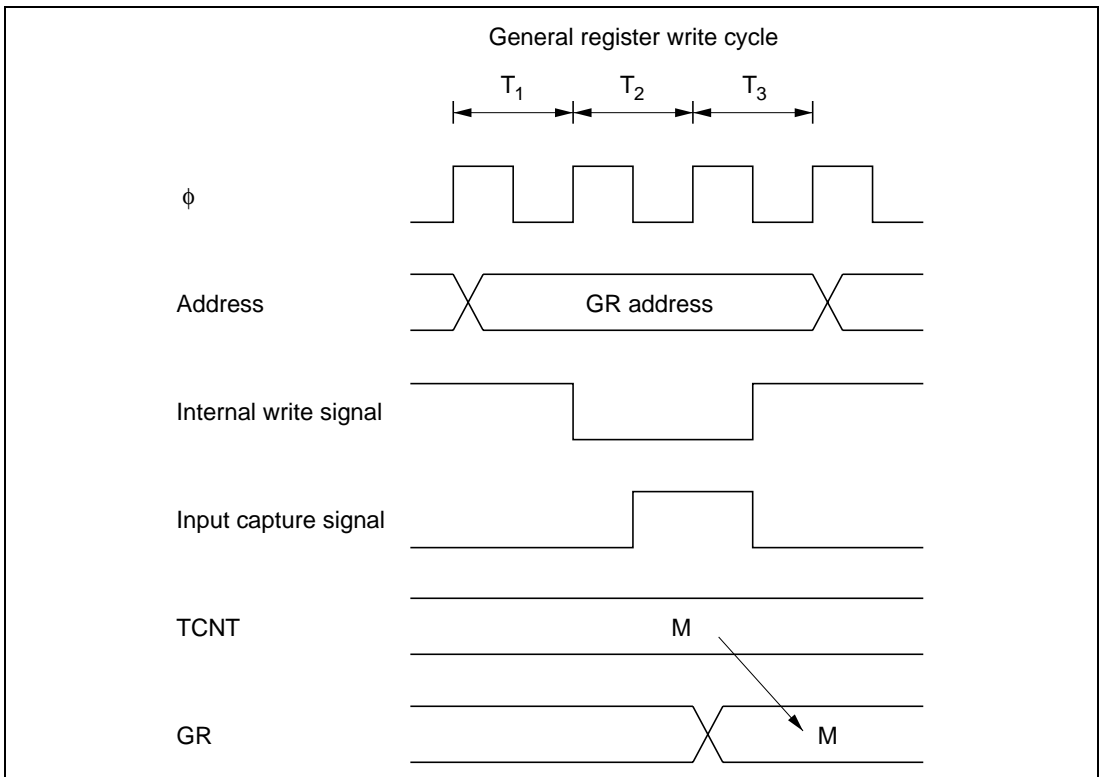 General register write cycle
T1 T2 T3
ϕ
Address GR address
Internal write signal
Input capture signal
TCNT M
GR M